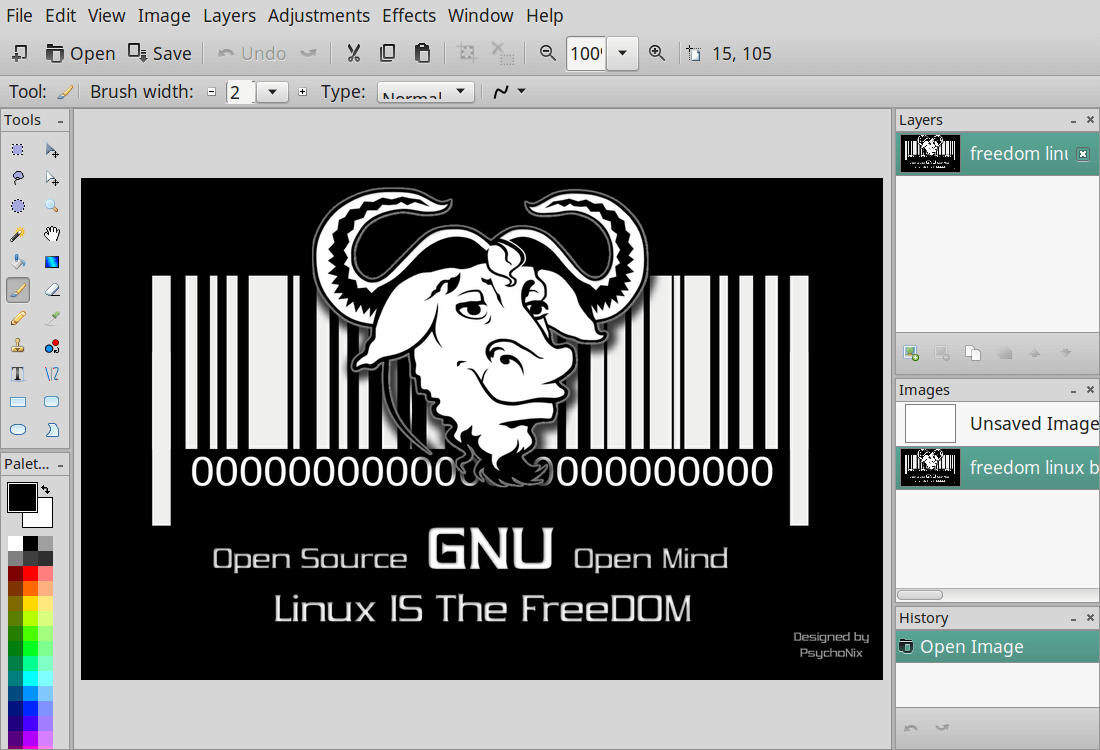 File Edit View Image Layers Adjustments Effects Window Help
Open Save Undo 100% 15, 105
Tool: Brush width: 2 Type: Normal
Tools
Layers
freedom linu
Images
Unsaved Image
freedom linux b
History
Open Image
Palet...
00000000000 000000000
Open Source GNU Open Mind
Linux IS The FreeDOM
Designed by
PsychoNix